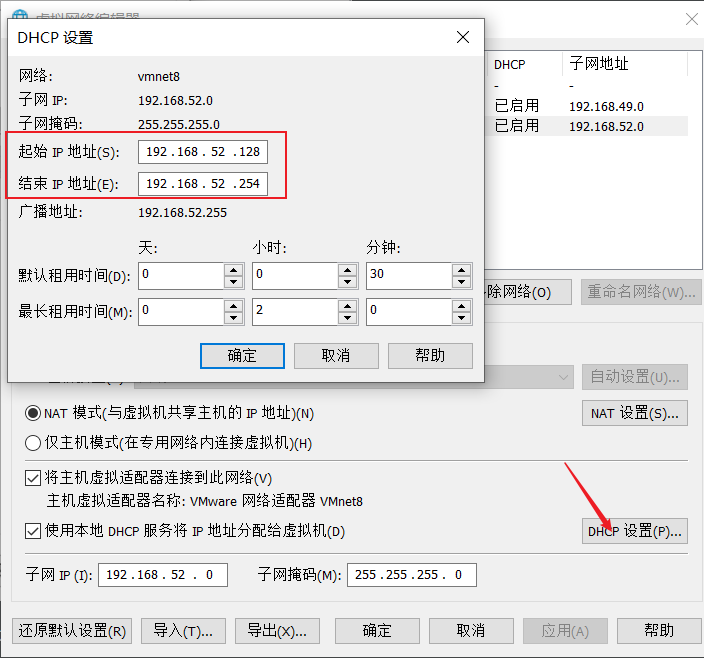 虚拟网络编辑器
DHCP 设置
网络: vmnet8
子网 IP: 192.168.52.0
子网掩码: 255.255.255.0
起始 IP 地址(S): 192 .168 . 52 .128
结束 IP 地址(E): 192 .168 . 52 .254
广播地址: 192.168.52.255
天: 小时: 分钟:
默认租用时间(D): 0 0 30
最长租用时间(M): 0 2 0
确定 取消 帮助
DHCP 子网地址
- -
已启用 192.168.49.0
已启用 192.168.52.0
除网络(O) 重命名网络(W)...
自动设置(U)...
NAT 模式(与虚拟机共享主机的 IP 地址)(N) NAT 设置(S)...
仅主机模式(在专用网络内连接虚拟机)(H)
将主机虚拟适配器连接到此网络(V)
主机虚拟适配器名称: VMware 网络适配器 VMnet8
使用本地 DHCP 服务将 IP 地址分配给虚拟机(D) DHCP 设置(P)...
子网 IP (I): 192 .168 . 52 . 0 子网掩码(M): 255 .255 .255 . 0
还原默认设置(R) 导入(T)... 导出(X)... 确定 取消 应用(A) 帮助